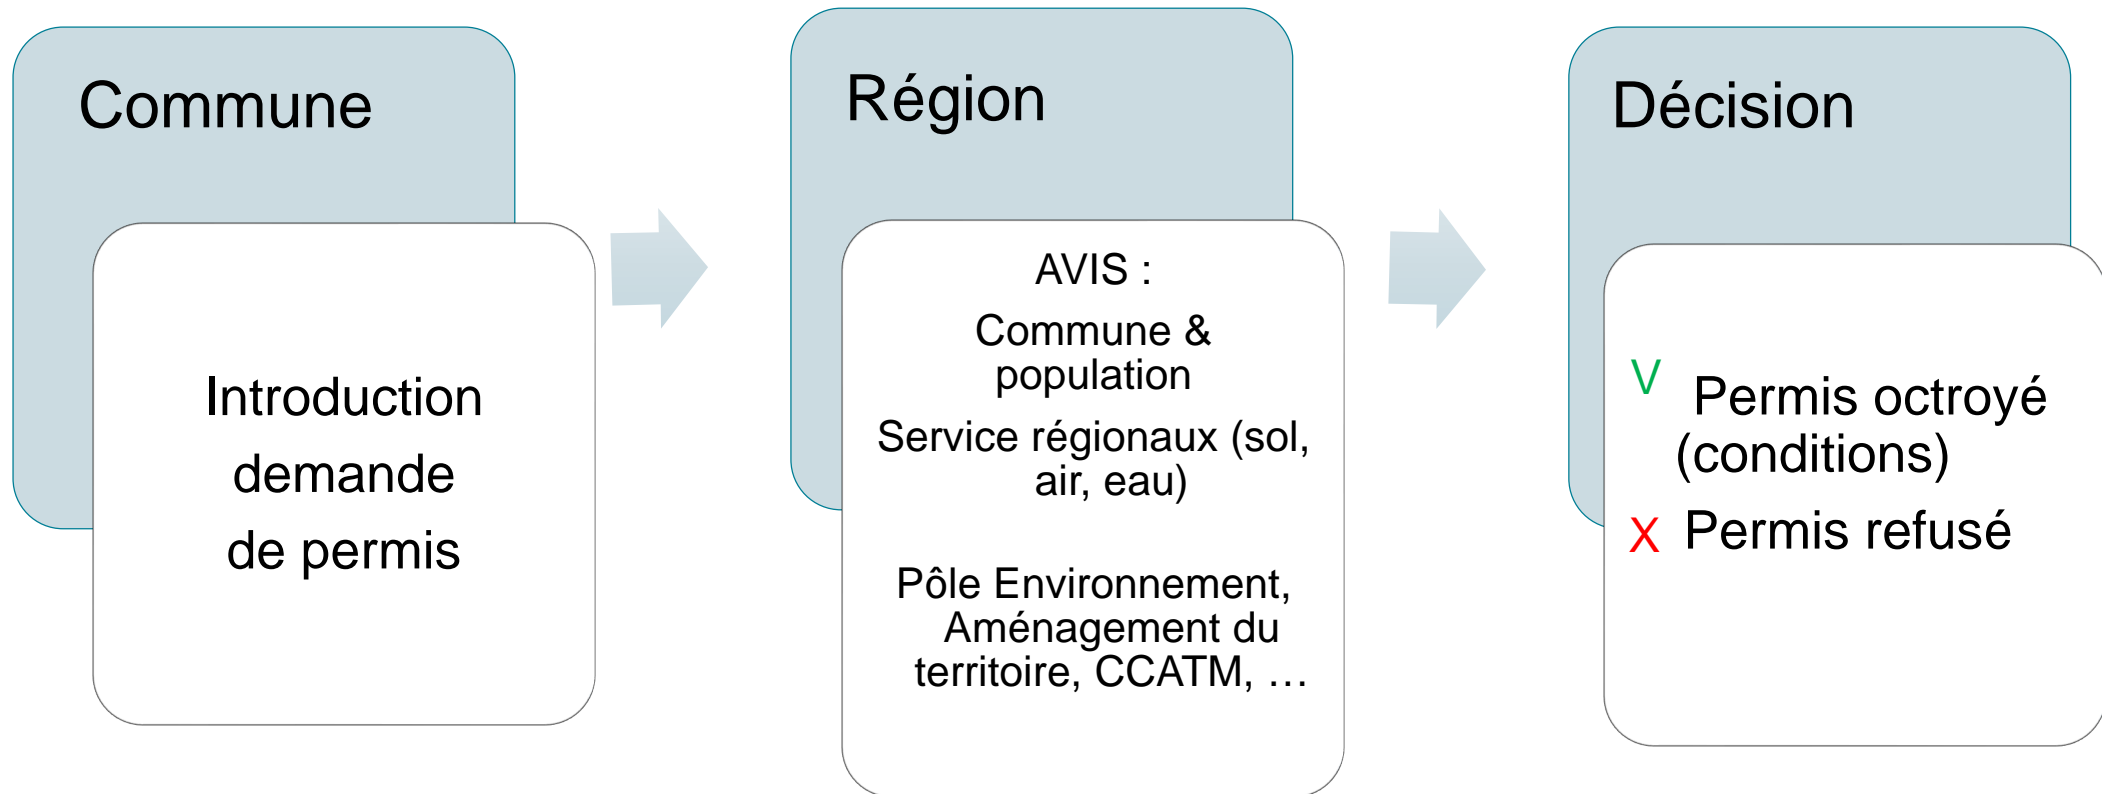 Commune
Introduction
demande
de permis
Région
AVIS :
Commune &
population
Service régionaux (sol,
air, eau)
Pôle Environnement,
Aménagement du
territoire, CCATM, …
Décision
V Permis octroyé
(conditions)
X Permis refusé